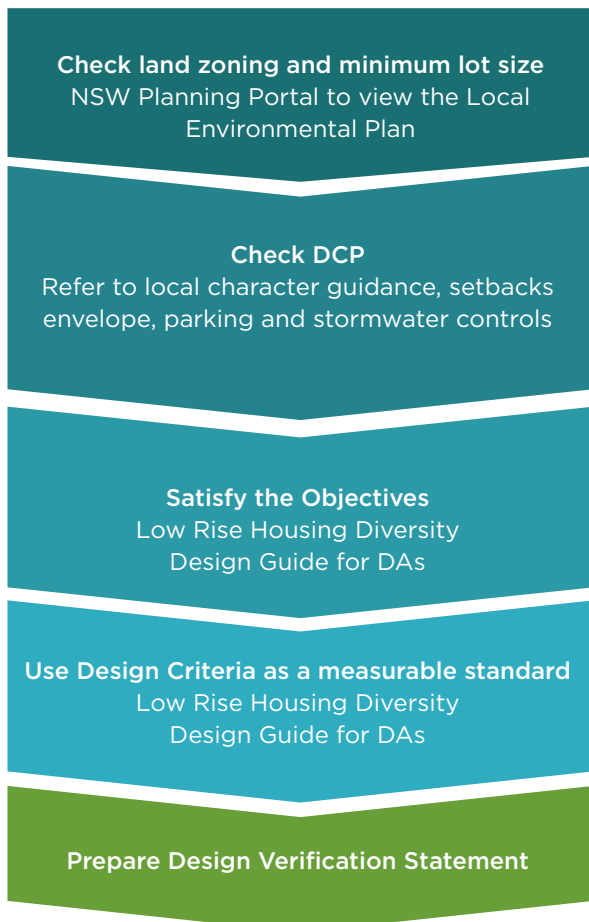 Check land zoning and minimum lot size
NSW Planning Portal to view the Local
Environmental Plan
Check DCP
Refer to local character guidance, setbacks
envelope, parking and stormwater controls
Satisfy the Objectives
Low Rise Housing Diversity
Design Guide for DAs
Use Design Criteria as a measurable standard
Low Rise Housing Diversity
Design Guide for DAs
Prepare Design Verification Statement